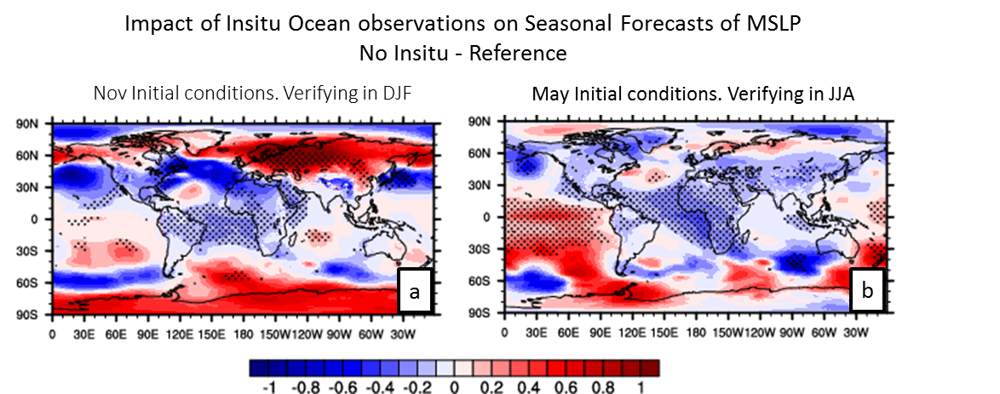 Impact of Insitu Ocean observations on Seasonal Forecasts of MSLP
No Insitu - Reference
Nov Initial conditions. Verifying in DJF
May Initial conditions. Verifying in JJA
90N
60N
30N
0
30S
60S
90S
a
0 30E 60E 90E 120E 150E 180 150W 120W 90W 60W 30W
90N
60N
30N
0
30S
60S
90S
b
0 30E 60E 90E 120E 150E 180 150W 120W 90W 60W 30W
-1 -0.8 -0.6 -0.4 -0.2 0 0.2 0.4 0.6 0.8 1